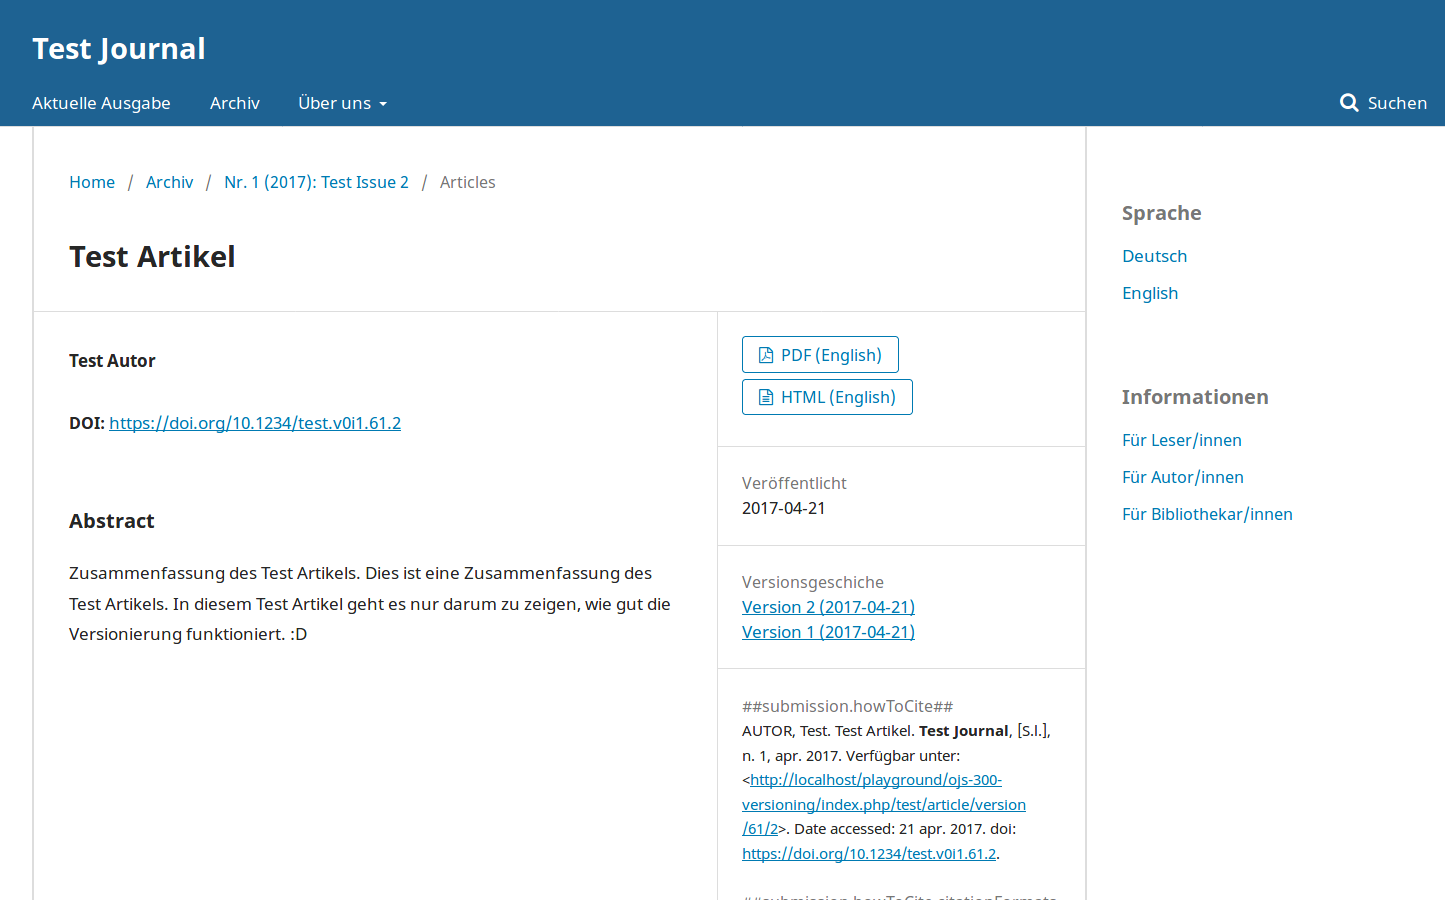 Test Journal
Aktuelle Ausgabe Archiv Über uns Suchen
Home / Archiv / Nr. 1 (2017): Test Issue 2 / Articles
Test Artikel
Test Autor
DOI: https://doi.org/10.1234/test.v0i1.61.2
Abstract
Zusammenfassung des Test Artikels. Dies ist eine Zusammenfassung des
Test Artikels. In diesem Test Artikel geht es nur darum zu zeigen, wie gut die
Versionierung funktioniert. :D
PDF (English)
HTML (English)
Veröffentlicht
2017-04-21
Versionsgeschiche
Version 2 (2017-04-21)
Version 1 (2017-04-21)
##submission.howToCite##
AUTOR, Test. Test Artikel. Test Journal, [S.l.],
n. 1, apr. 2017. Verfügbar unter:
<http://localhost/playground/ojs-300-
versioning/index.php/test/article/version
/61/2>. Date accessed: 21 apr. 2017. doi:
https://doi.org/10.1234/test.v0i1.61.2.
##submission.howToCite.citationFormats
Sprache
Deutsch
English
Informationen
Für Leser/innen
Für Autor/innen
Für Bibliothekar/innen